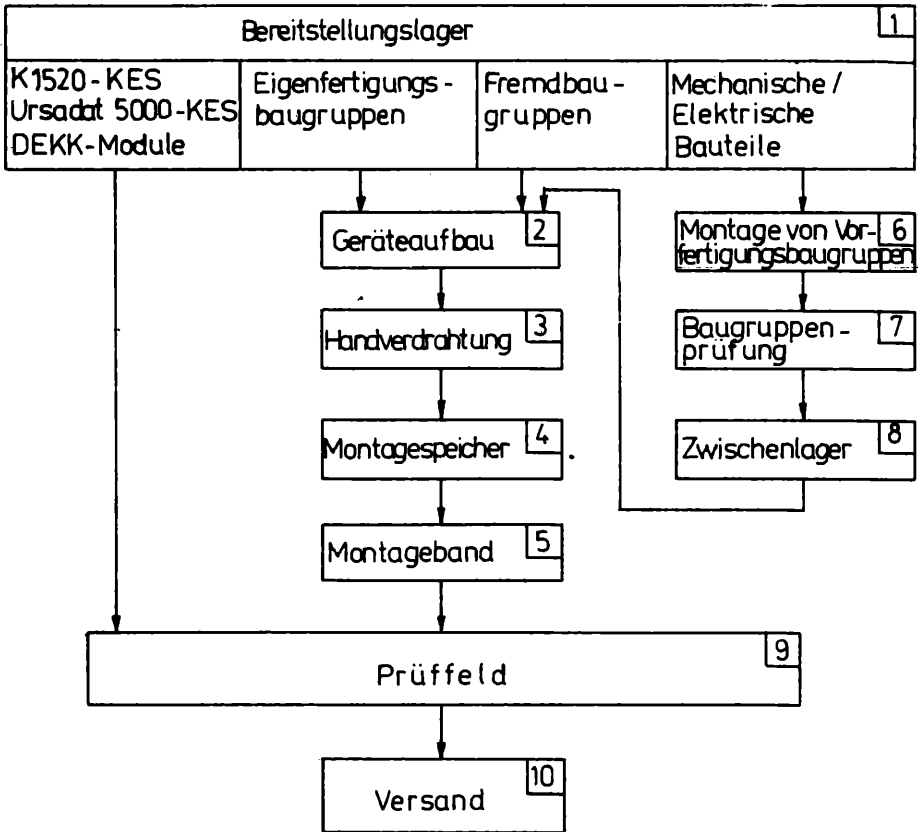 Bereitstellungslager 1
K1520-KES
Ursadat 5000-KES
DEKK-Module
Eigenfertigungs-
baugruppen
Fremdbau-
gruppen
Mechanische /
Elektrische
Bauteile
Geräteaufbau 2
Handverdrahtung 3
Montagespeicher 4
Montageband 5
Montage von Vor- 6
fertigungsbaugruppen
Baugruppen- 7
prüfung
Zwischenlager 8
Prüffeld 9
Versand 10